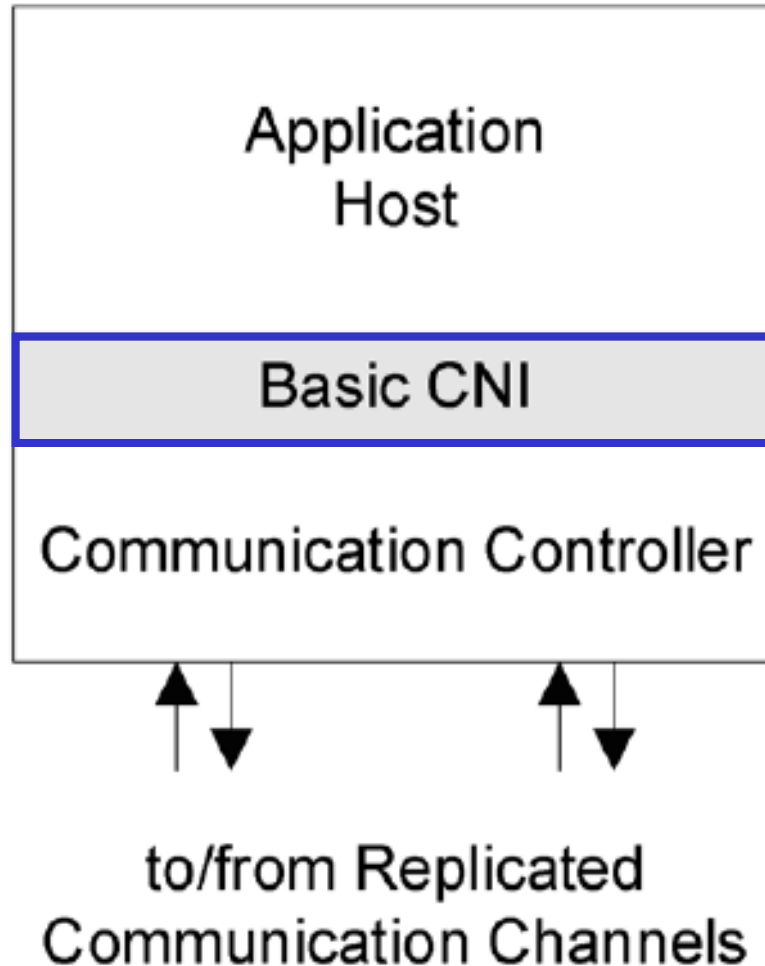 Application
Host
Basic CNI
Communication Controller
to/from Replicated
Communication Channels